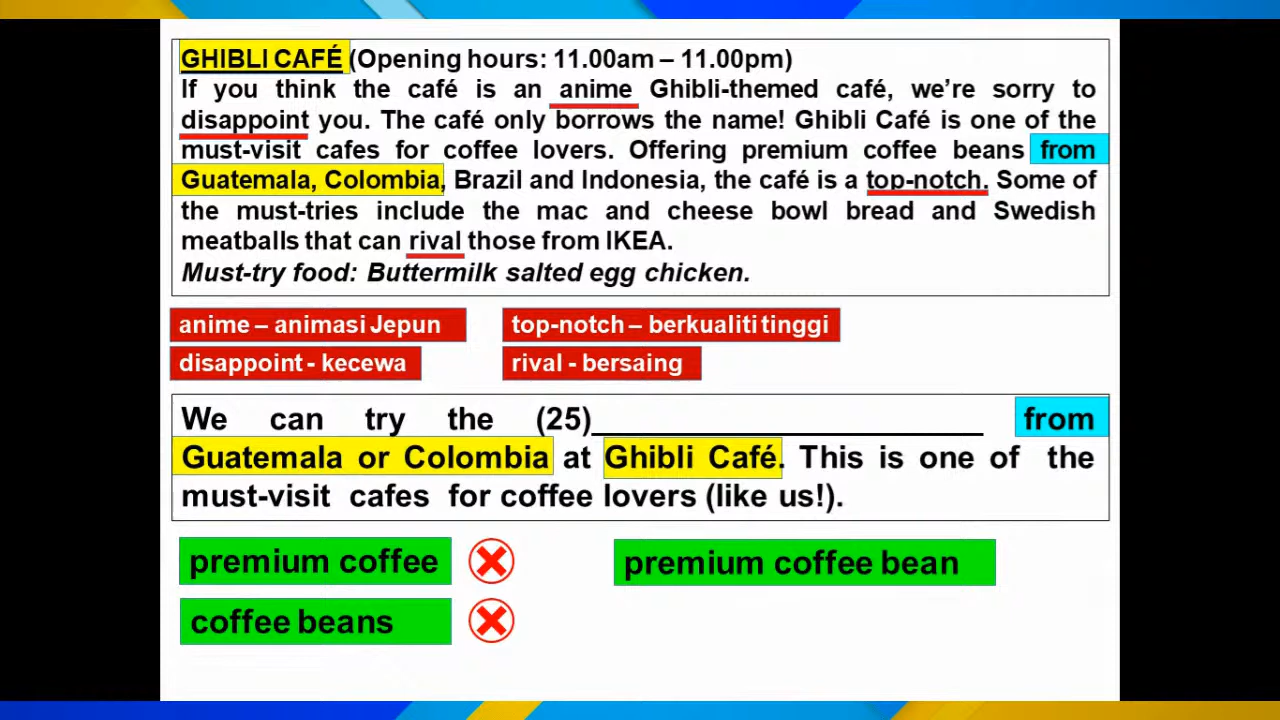 GHIBLI CAFÉ (Opening hours: 11.00am – 11.00pm)
If you think the café is an anime Ghibli-themed café, we’re sorry to
disappoint you. The café only borrows the name! Ghibli Café is one of the
must-visit cafes for coffee lovers. Offering premium coffee beans from
Guatemala, Colombia, Brazil and Indonesia, the café is a top-notch. Some of
the must-tries include the mac and cheese bowl bread and Swedish
meatballs that can rival those from IKEA.
Must-try food: Buttermilk salted egg chicken.
anime – animasi Jepun
top-notch – berkualiti tinggi
disappoint - kecewa
rival - bersaing
We can try the (25)_______________________ from
Guatemala or Colombia at Ghibli Café. This is one of the
must-visit cafes for coffee lovers (like us!).
premium coffee
premium coffee bean
coffee beans